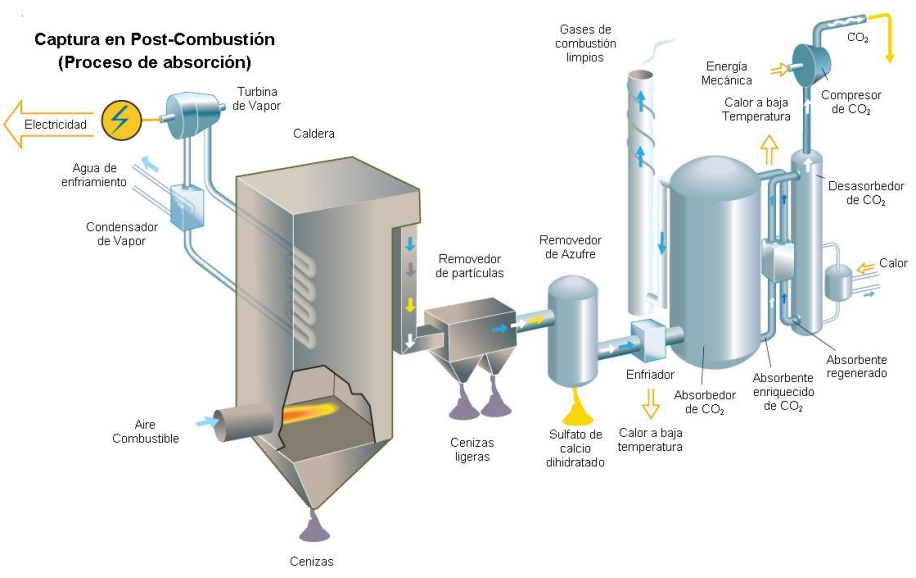 Captura en Post-Combustión
(Proceso de absorción)
Turbina
de Vapor
Electricidad
Caldera
Agua de
enfriamiento
Condensador
de Vapor
Aire
Combustible
Cenizas
Removedor
de partículas
Cenizas
ligeras
Removedor
de Azufre
Sulfato de
calcio
dihidratado
Gases de
combustión
limpios
Enfriador
Calor a baja
temperatura
Absorbedor
de CO₂
Energía
Mecánica
Calor a baja
Temperatura
CO₂
Compresor
de CO₂
Desasorbedor
de CO₂
Calor
Absorbente
regenerado
Absorbente
enriquecido
de CO₂